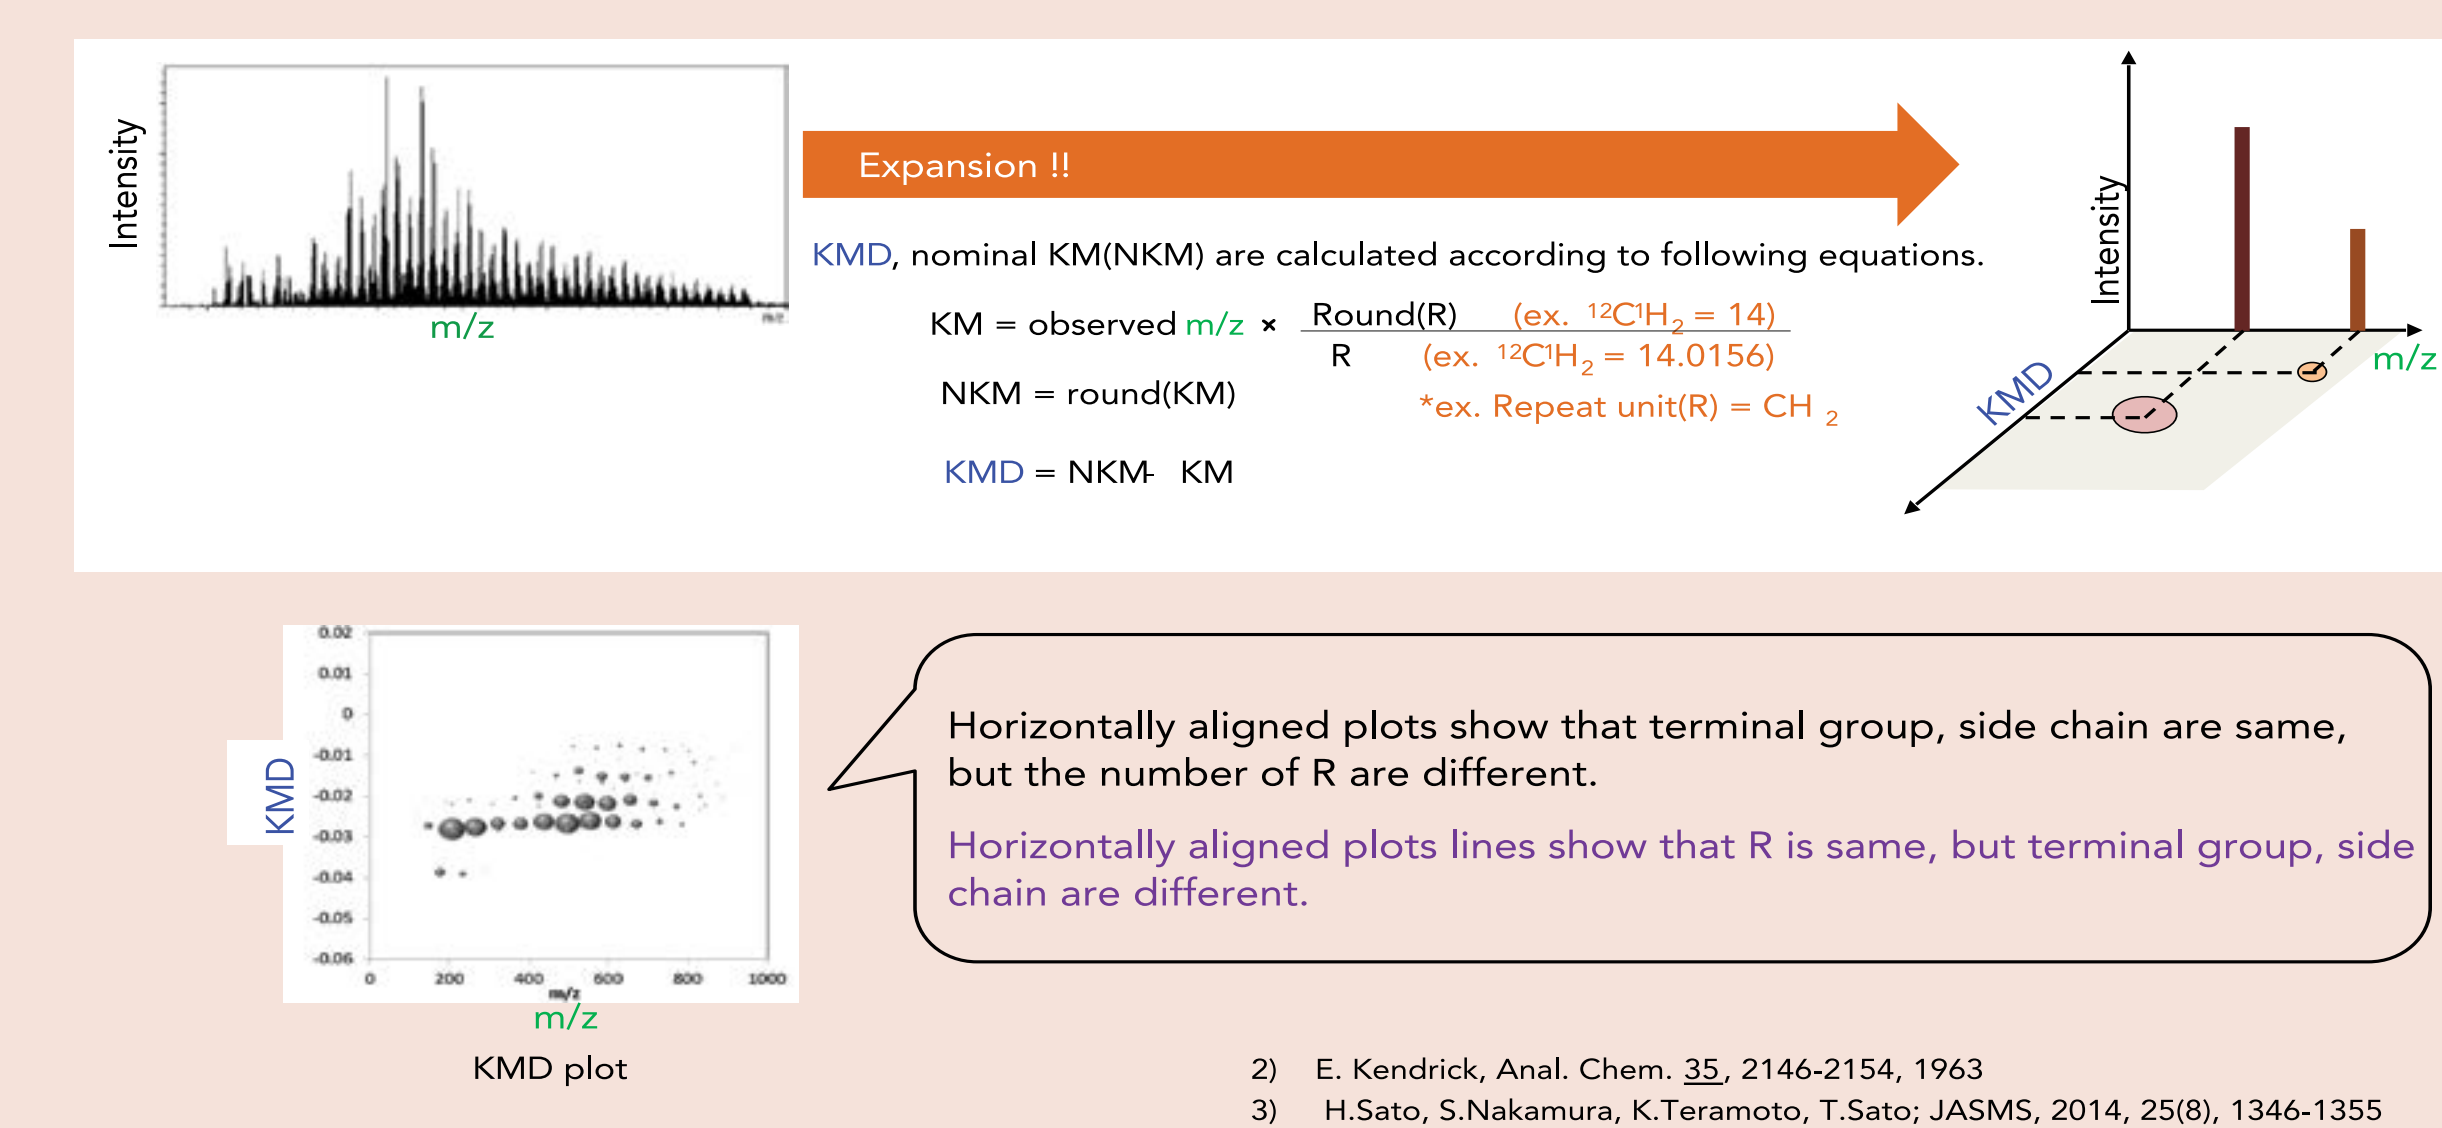 Intensity
m/z
m/z
Expansion !!
KMD, nominal KM(NKM) are calculated according to following equations.
KM = observed m/z × Round(R) (ex. ¹²C¹H₂ = 14)
R (ex. ¹²C¹H₂ = 14.0156)
NKM = round(KM)
*ex. Repeat unit(R) = CH ₂
KMD = NKM- KM
Intensity
KMD
m/z
0.02
0.01
0
-0.01
-0.02
-0.03
-0.04
-0.05
-0.06
KMD
0 200 400 600 800 1000
m/z
m/z
KMD plot
Horizontally aligned plots show that terminal group, side chain are same,
but the number of R are different.
Horizontally aligned plots lines show that R is same, but terminal group, side
chain are different.
2) E. Kendrick, Anal. Chem. 35, 2146-2154, 1963
3) H.Sato, S.Nakamura, K.Teramoto, T.Sato; JASMS, 2014, 25(8), 1346-1355